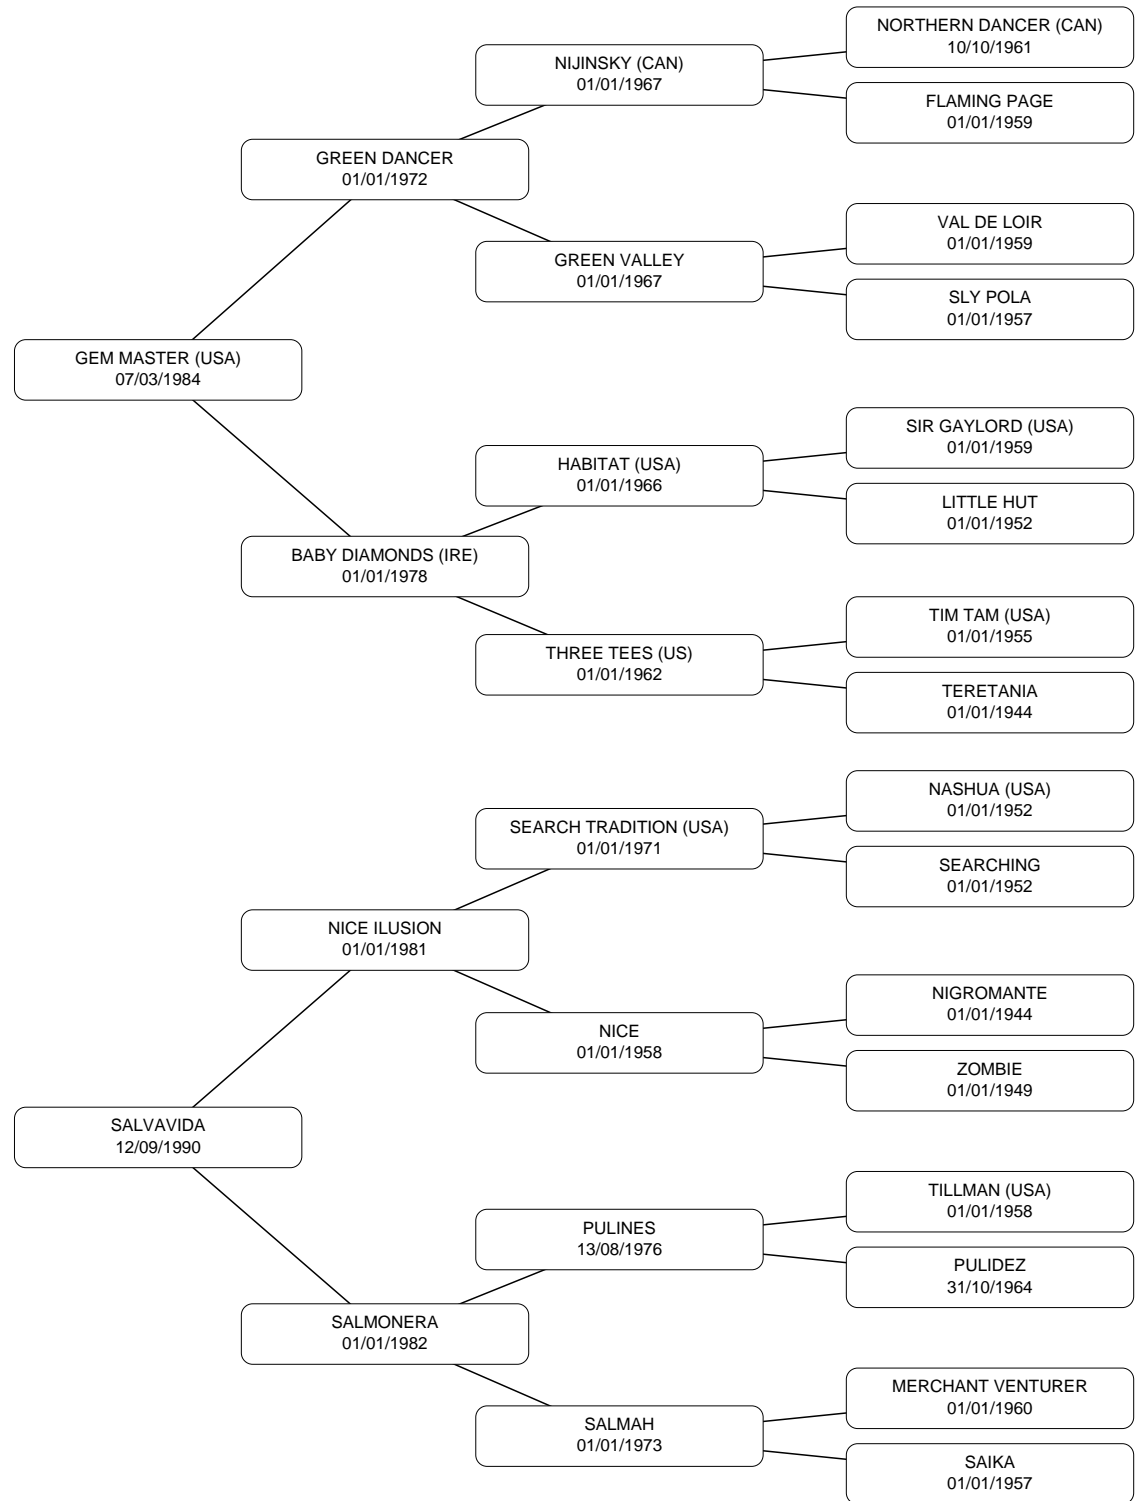 NORTHERN DANCER (CAN)
10/10/1961
NIJINSKY (CAN)
01/01/1967
FLAMING PAGE
01/01/1959
GREEN DANCER
01/01/1972
VAL DE LOIR
01/01/1959
GREEN VALLEY
01/01/1967
SLY POLA
01/01/1957
GEM MASTER (USA)
07/03/1984
SIR GAYLORD (USA)
01/01/1959
HABITAT (USA)
01/01/1966
LITTLE HUT
01/01/1952
BABY DIAMONDS (IRE)
01/01/1978
TIM TAM (USA)
01/01/1955
THREE TEES (US)
01/01/1962
TERETANIA
01/01/1944
NASHUA (USA)
01/01/1952
SEARCH TRADITION (USA)
01/01/1971
SEARCHING
01/01/1952
NICE ILUSION
01/01/1981
NIGROMANTE
01/01/1944
NICE
01/01/1958
ZOMBIE
01/01/1949
SALVAVIDA
12/09/1990
TILLMAN (USA)
01/01/1958
PULINES
13/08/1976
PULIDEZ
31/10/1964
SALMONERA
01/01/1982
MERCHANT VENTURER
01/01/1960
SALMAH
01/01/1973
SAIKA
01/01/1957